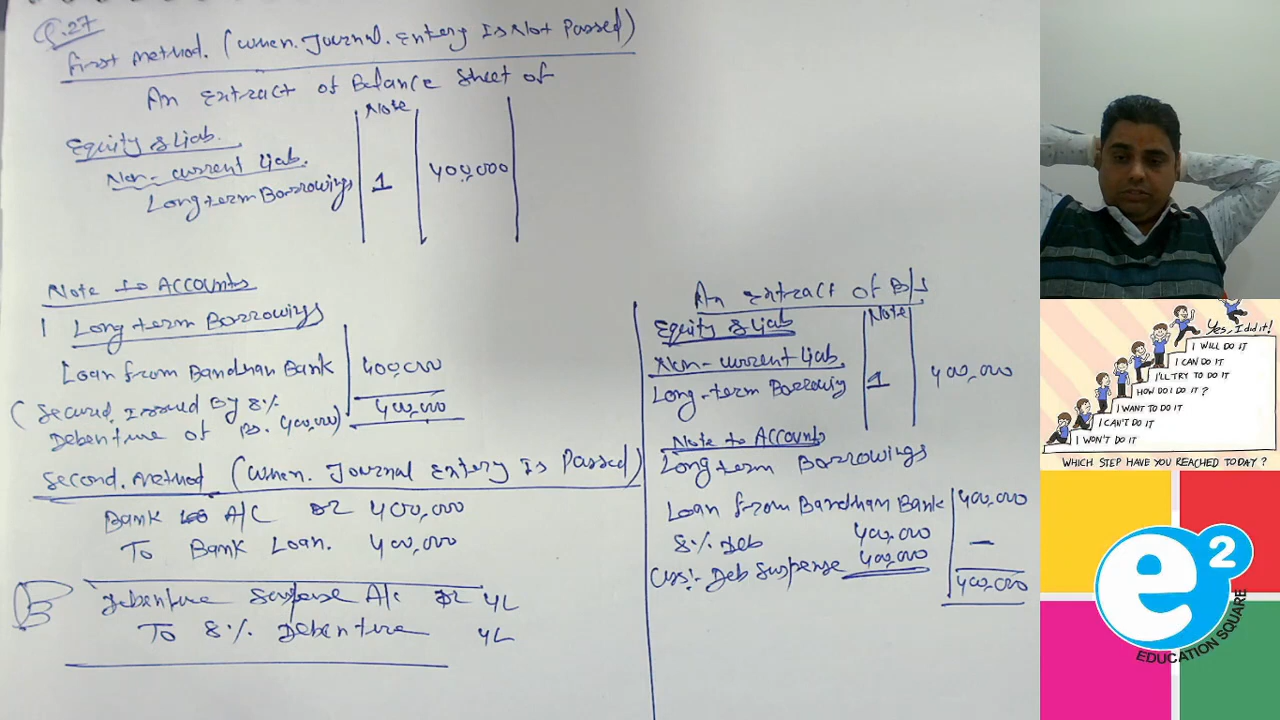 Q.27
First Method. (When. Journal. Entery Is Not Passed)
An Extract of Balance Sheet of
Note
Equity & Liab.
Non-current Liab.
Long term Borrowings 1 400,000
Note to Accounts
1 Long term Borrowings
Loan from Bandhan Bank 400,000
(Secured, Issued By 8%
Debenture of Rs. 400,000) 400,000
Second. Method (When. Journal Entery Is Passed)
Bank A/C Dr 400,000
To Bank Loan. 400,000
Debenture Suspense A/c Dr 4L
To 8% Debenture 4L
An Extract of B/S
Note
Equity & Liab
Non-current Liab.
Long-term Borrowing 1 400,000
Note to Accounts
Long term Borrowings
Loan from Bandhan Bank 400,000
8% Deb 400,000 —
Less:- Deb Suspense 400,000
400,000
Yes, I did it!
I WILL DO IT
I CAN DO IT
I'LL TRY TO DO IT
HOW DO I DO IT?
I WANT TO DO IT
I CAN'T DO IT
I WON'T DO IT
WHICH STEP HAVE YOU REACHED TODAY?
e2
EDUCATION SQUARE